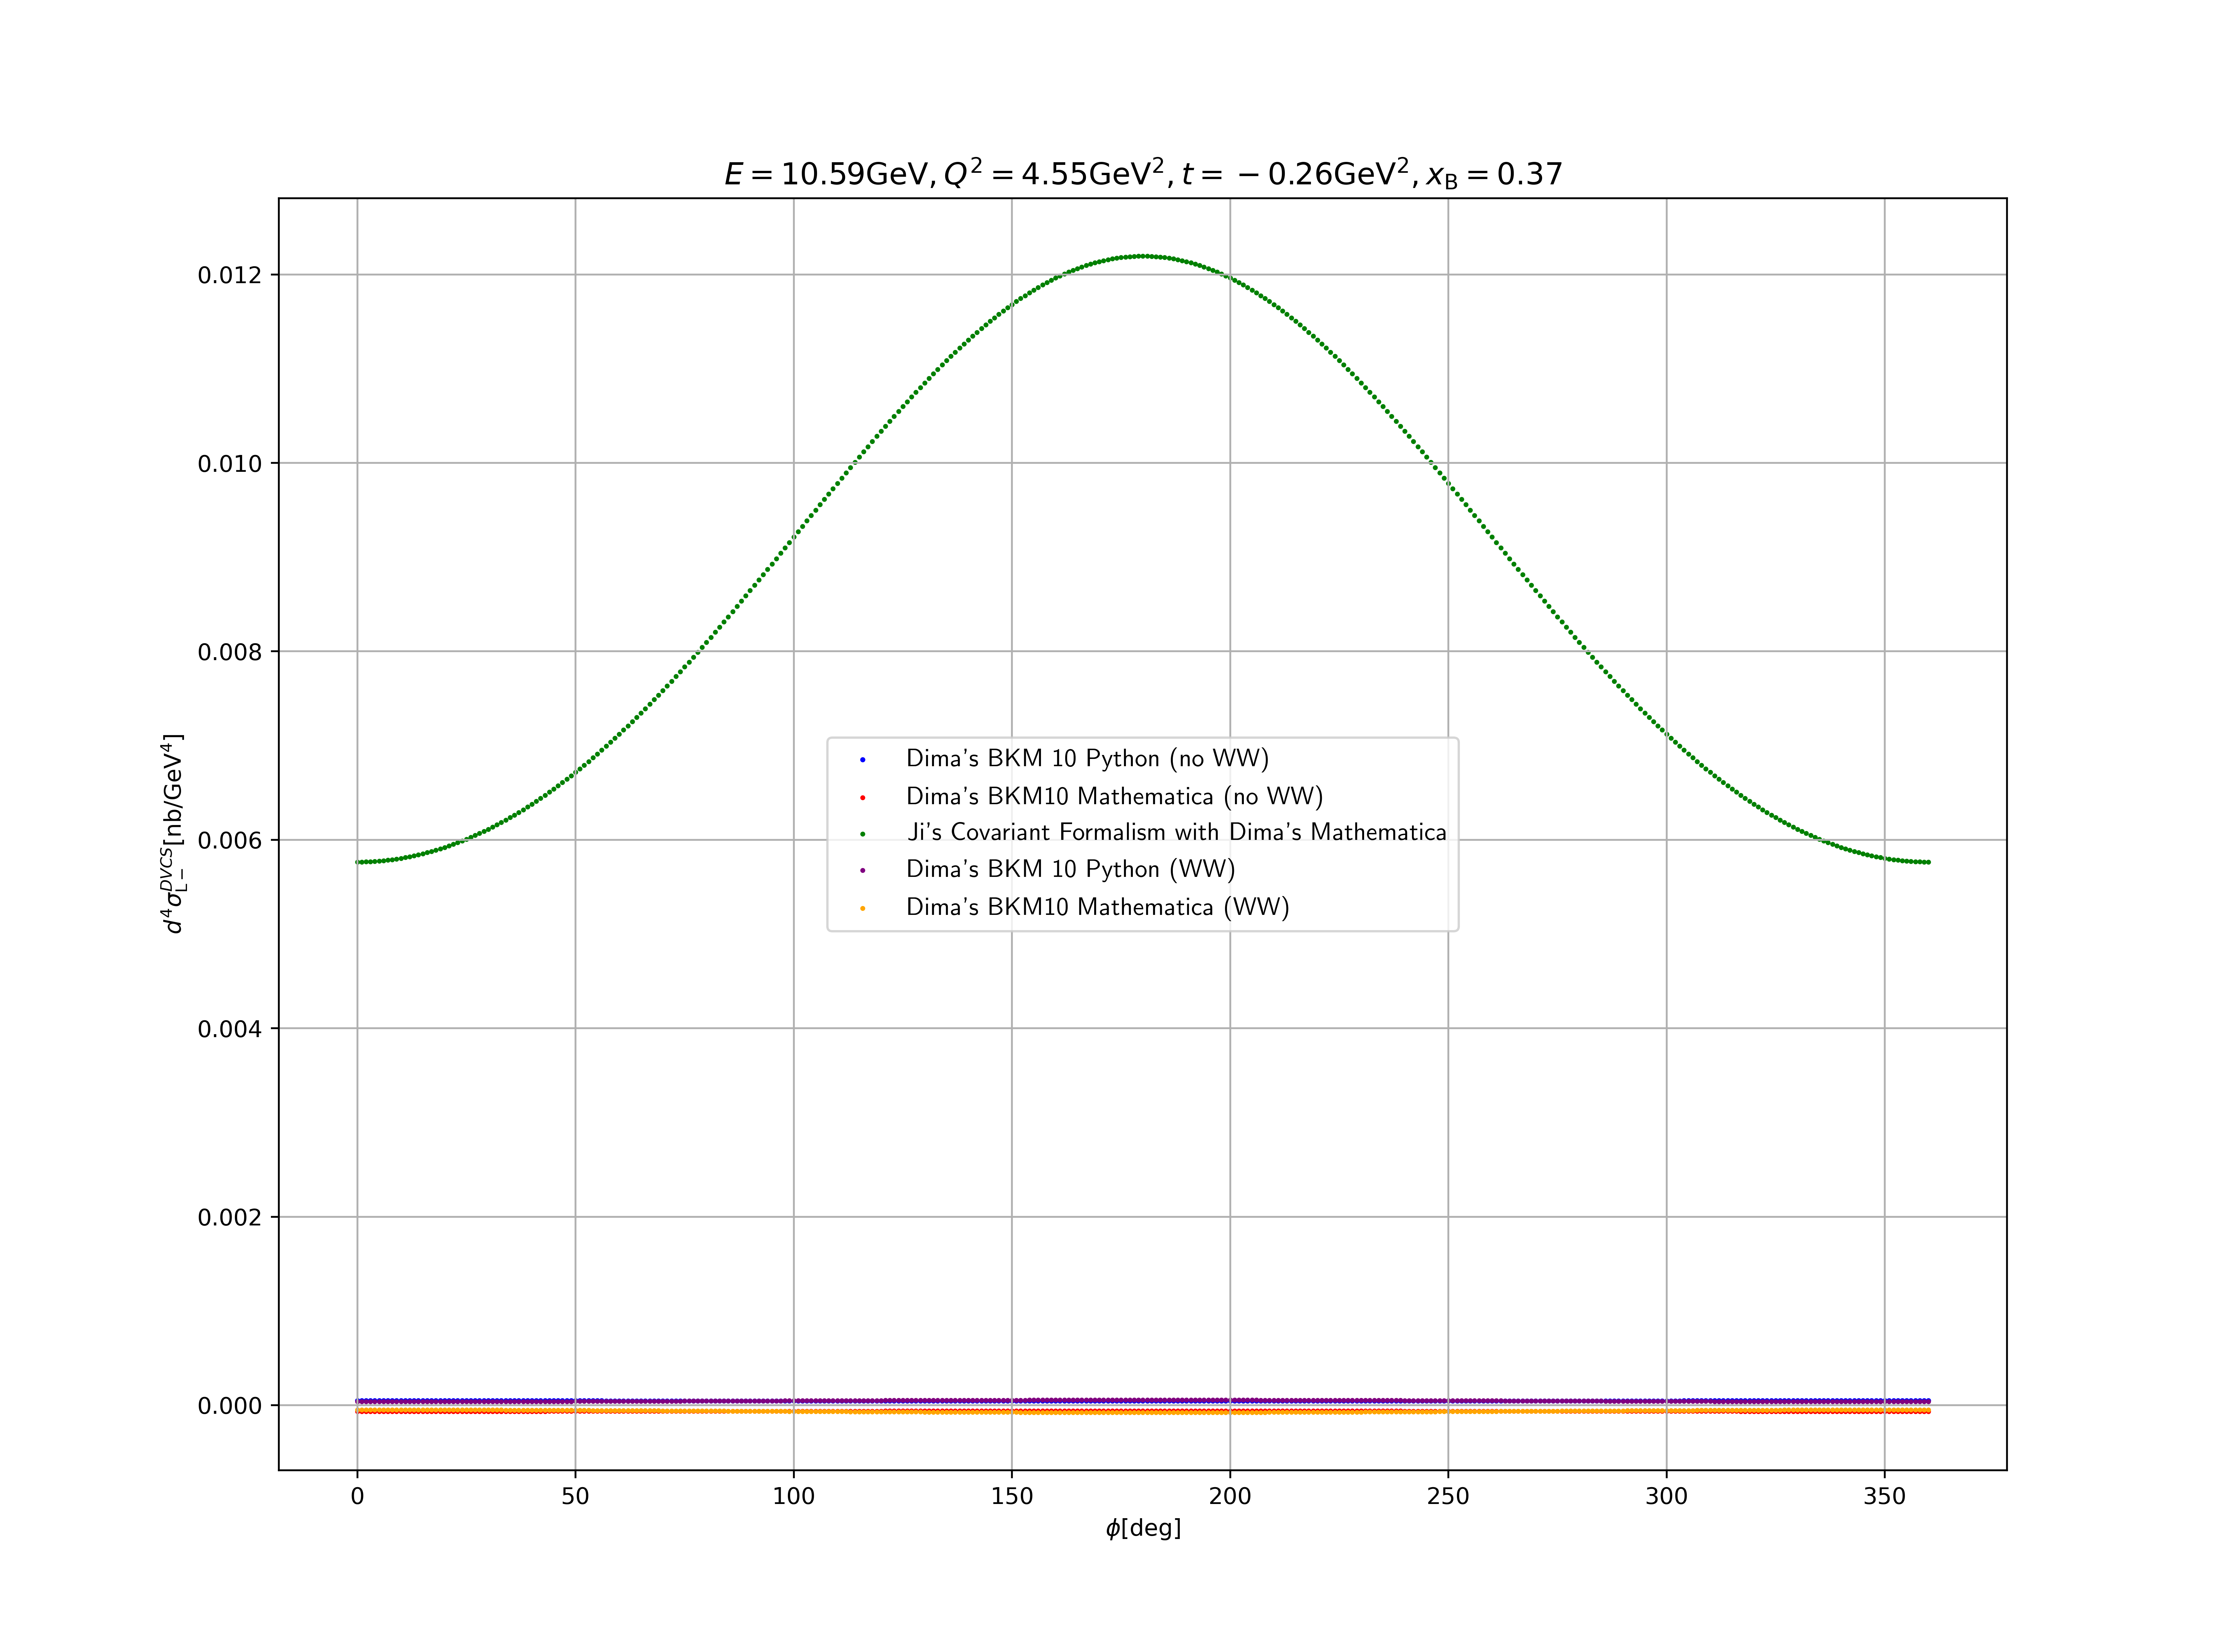 E = 10.59GeV, Q² = 4.55GeV², t = −0.26GeV², x_B = 0.37
0.012
0.010
0.008
0.006
0.004
0.002
0.000
d⁴σ_{L−}^{DVCS}[nb/GeV⁴]
Dima's BKM 10 Python (no WW)
Dima's BKM10 Mathematica (no WW)
Ji's Covariant Formalism with Dima's Mathematica
Dima's BKM 10 Python (WW)
Dima's BKM10 Mathematica (WW)
0 50 100 150 200 250 300 350
ϕ[deg]